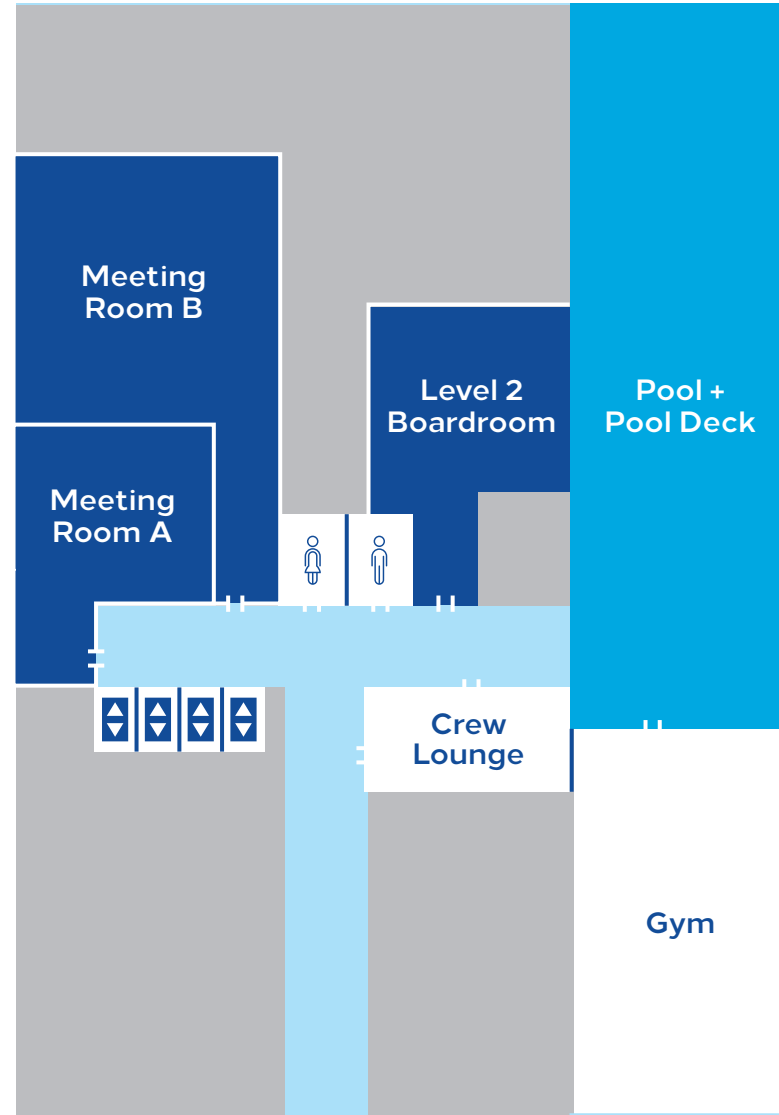 Meeting
Room B
Level 2
Boardroom
Pool +
Pool Deck
Meeting
Room A
Crew
Lounge
Gym